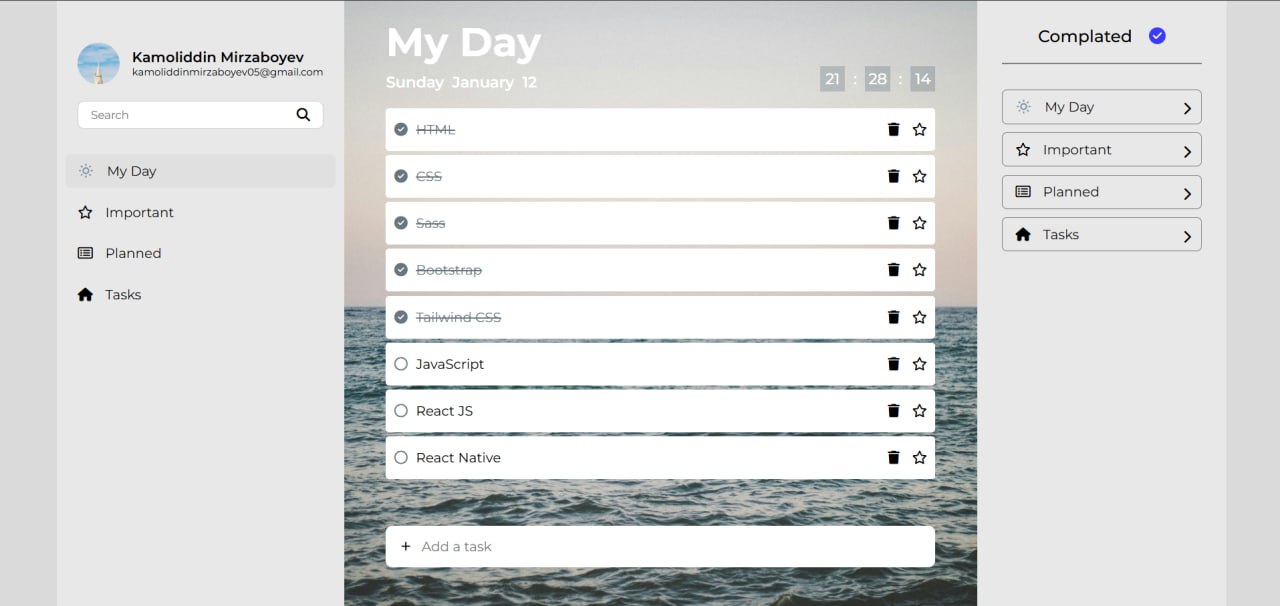 Kamoliddin Mirzaboyev
kamoliddinmirzaboyev05@gmail.com
Search
My Day
Important
Planned
Tasks
My Day
Sunday January 12
21 : 28 : 14
HTML
CSS
Sass
Bootstrap
Tailwind CSS
JavaScript
React JS
React Native
+ Add a task
Complated
My Day
Important
Planned
Tasks